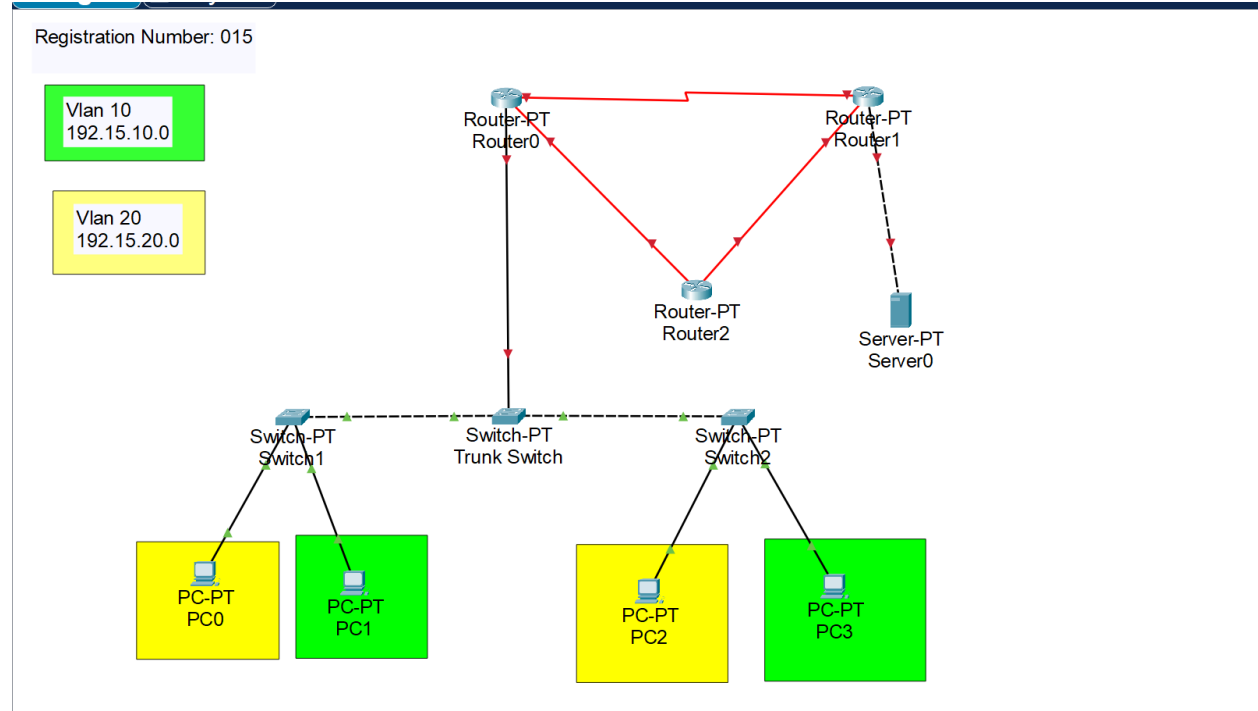 Registration Number: 015
Vlan 10
192.15.10.0
Vlan 20
192.15.20.0
Router-PT
Router0
Router-PT
Router1
Router-PT
Router2
Server-PT
Server0
Switch-PT
Switch1
Switch-PT
Trunk Switch
Switch-PT
Switch2
PC-PT
PC0
PC-PT
PC1
PC-PT
PC2
PC-PT
PC3